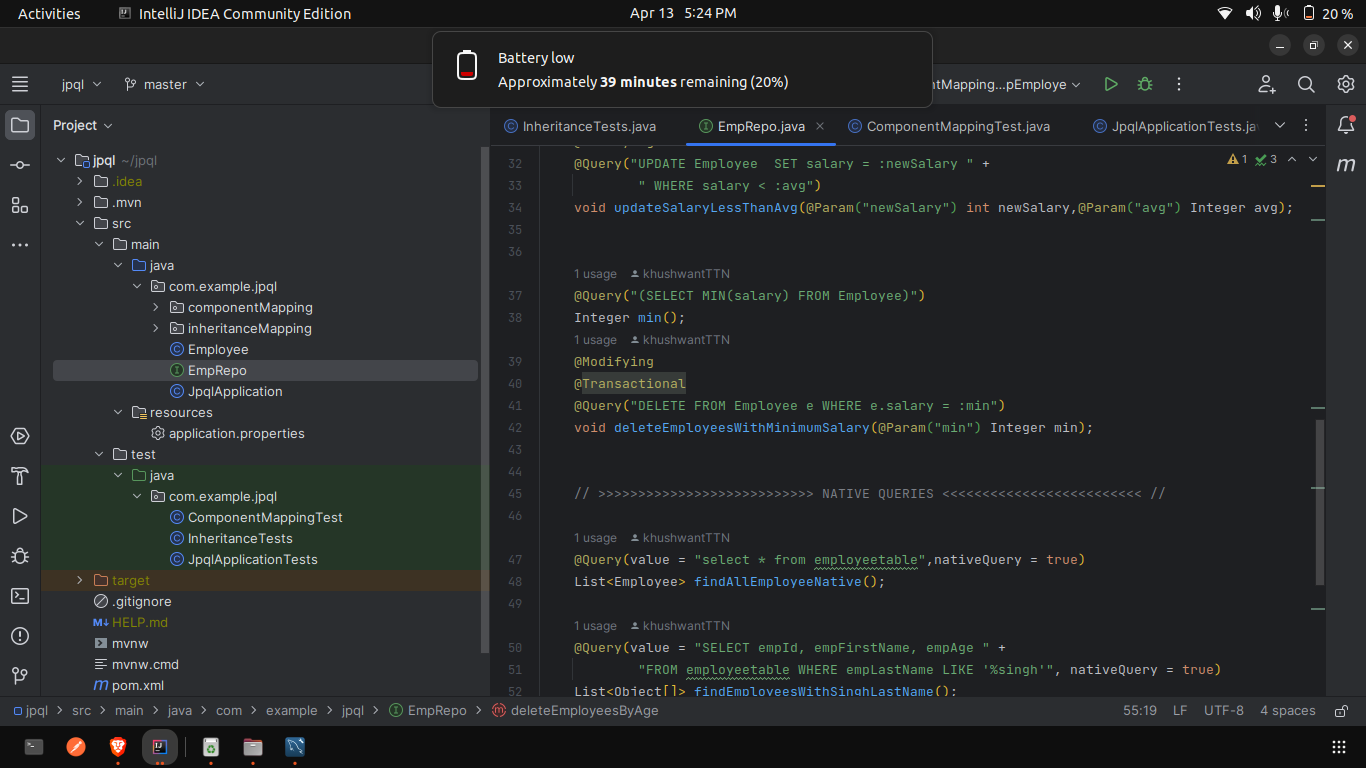 Activities IntelliJ IDEA Community Edition Apr 13 5:24 PM 20 %
Battery low
Approximately 39 minutes remaining (20%)
jpql master ntMapping...pEmploye
Project
InheritanceTests.java EmpRepo.java ComponentMappingTest.java JpqlApplicationTests.ja
jpql ~/jpql
.idea
.mvn
src
main
java
com.example.jpql
componentMapping
inheritanceMapping
Employee
EmpRepo
JpqlApplication
resources
application.properties
test
java
com.example.jpql
ComponentMappingTest
InheritanceTests
JpqlApplicationTests
target
.gitignore
M↓ HELP.md
mvnw
mvnw.cmd
m pom.xml
1 3
32 @Query("UPDATE Employee  SET salary = :newSalary " +
33 " WHERE salary < :avg")
34 void updateSalaryLessThanAvg(@Param("newSalary") int newSalary,@Param("avg") Integer avg);
35
36
1 usage khushwantTTN
37 @Query("(SELECT MIN(salary) FROM Employee)")
38 Integer min();
1 usage khushwantTTN
39 @Modifying
40 @Transactional
41 @Query("DELETE FROM Employee e WHERE e.salary = :min")
42 void deleteEmployeesWithMinimumSalary(@Param("min") Integer min);
43
44
45 // >>>>>>>>>>>>>>>>>>>>>>>>>>> NATIVE QUERIES <<<<<<<<<<<<<<<<<<<<<<<<< //
46
1 usage khushwantTTN
47 @Query(value = "select * from employeetable",nativeQuery = true)
48 List<Employee> findAllEmployeeNative();
49
1 usage khushwantTTN
50 @Query(value = "SELECT empId, empFirstName, empAge " +
51 "FROM employeetable WHERE empLastName LIKE '%singh'", nativeQuery = true)
52 List<Object[]> findEmployeesWithSinghLastName();
m
jpql > src > main > java > com > example > jpql > EmpRepo > deleteEmployeesByAge 55:19 LF UTF-8 4 spaces